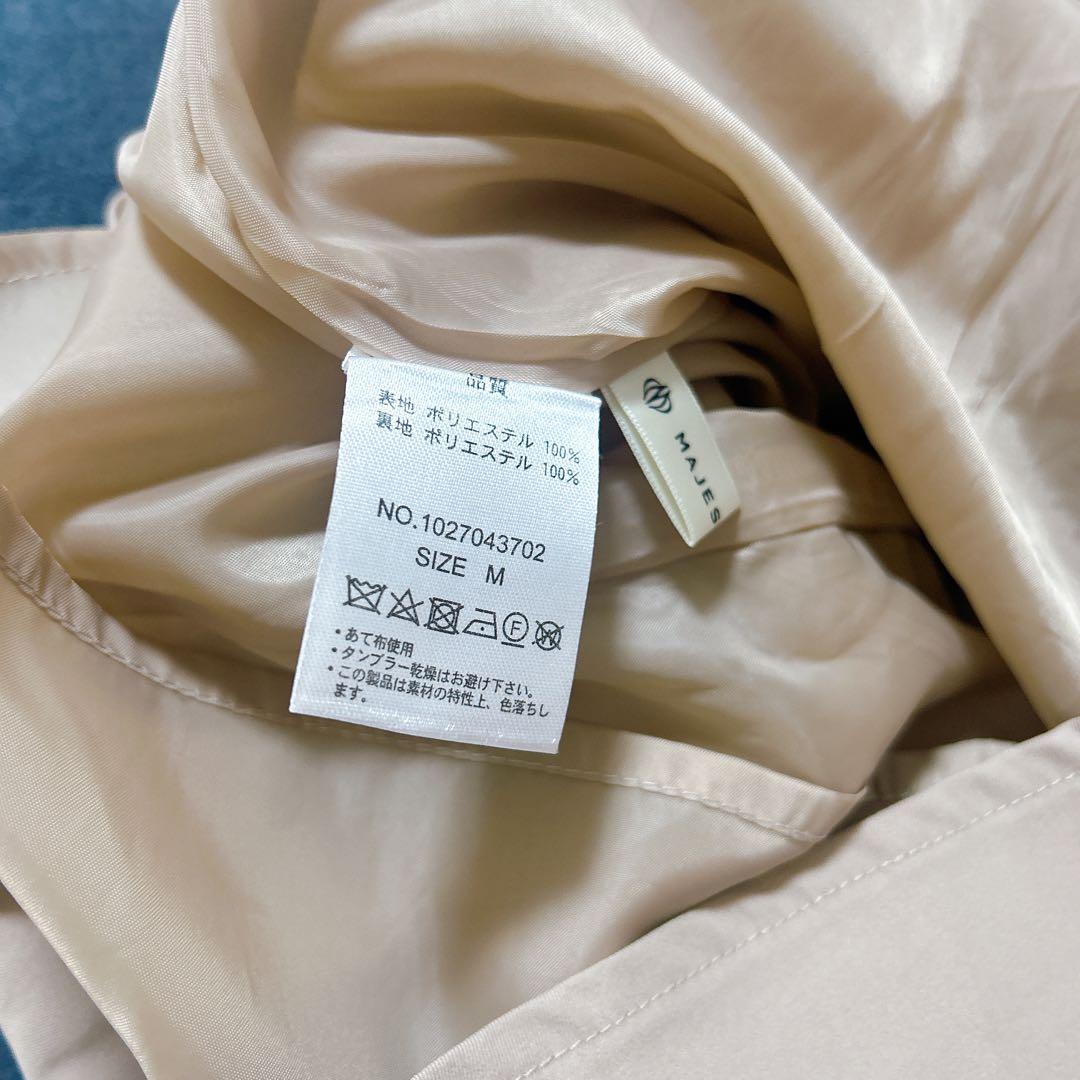 品質
表地 ポリエステル 100%
裏地 ポリエステル 100%
NO.1027043702
SIZE M
F W
・あて布使用
・タンブラー乾燥はお避け下さい。
・この製品は素材の特性上、色落ちし
ます。
MAJES